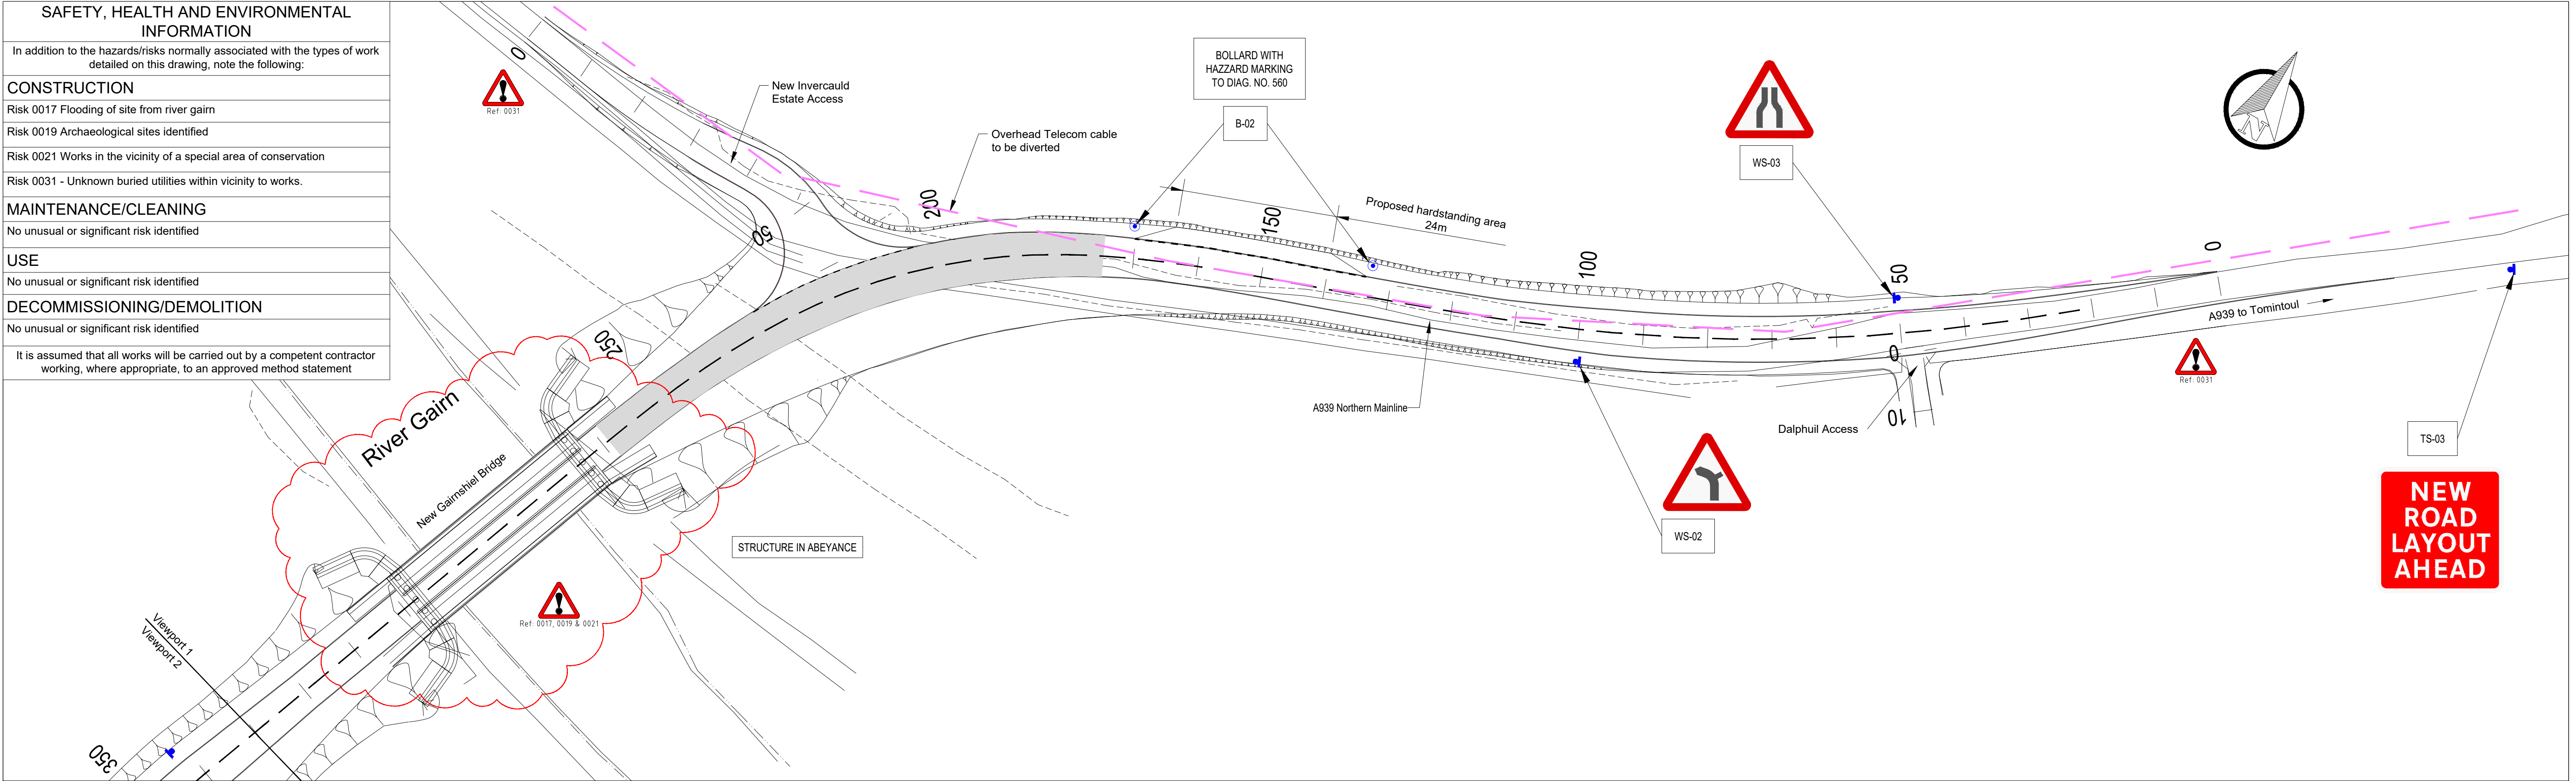 SAFETY, HEALTH AND ENVIRONMENTAL
INFORMATION
In addition to the hazards/risks normally associated with the types of work
detailed on this drawing, note the following:
CONSTRUCTION
Risk 0017 Flooding of site from river gairn
Risk 0019 Archaeological sites identified
Risk 0021 Works in the vicinity of a special area of conservation
Risk 0031 - Unknown buried utilities within vicinity to works.
MAINTENANCE/CLEANING
No unusual or significant risk identified
USE
No unusual or significant risk identified
DECOMMISSIONING/DEMOLITION
No unusual or significant risk identified
It is assumed that all works will be carried out by a competent contractor
working, where appropriate, to an approved method statement
0
Ref: 0031
New Invercauld
Estate Access
Overhead Telecom cable
to be diverted
BOLLARD WITH
HAZZARD MARKING
TO DIAG. NO. 560
B-02
WS-03
N
50
200
150
Proposed hardstanding area
24m
100
50
0
A939 to Tomintoul
250
0
Ref: 0031
A939 Northern Mainline
10
Dalphuil Access
TS-03
River Gairn
New Gairnshiel Bridge
WS-02
NEW
ROAD
LAYOUT
AHEAD
STRUCTURE IN ABEYANCE
Ref: 0017, 0019 & 0021
Viewport 1
Viewport 2
350